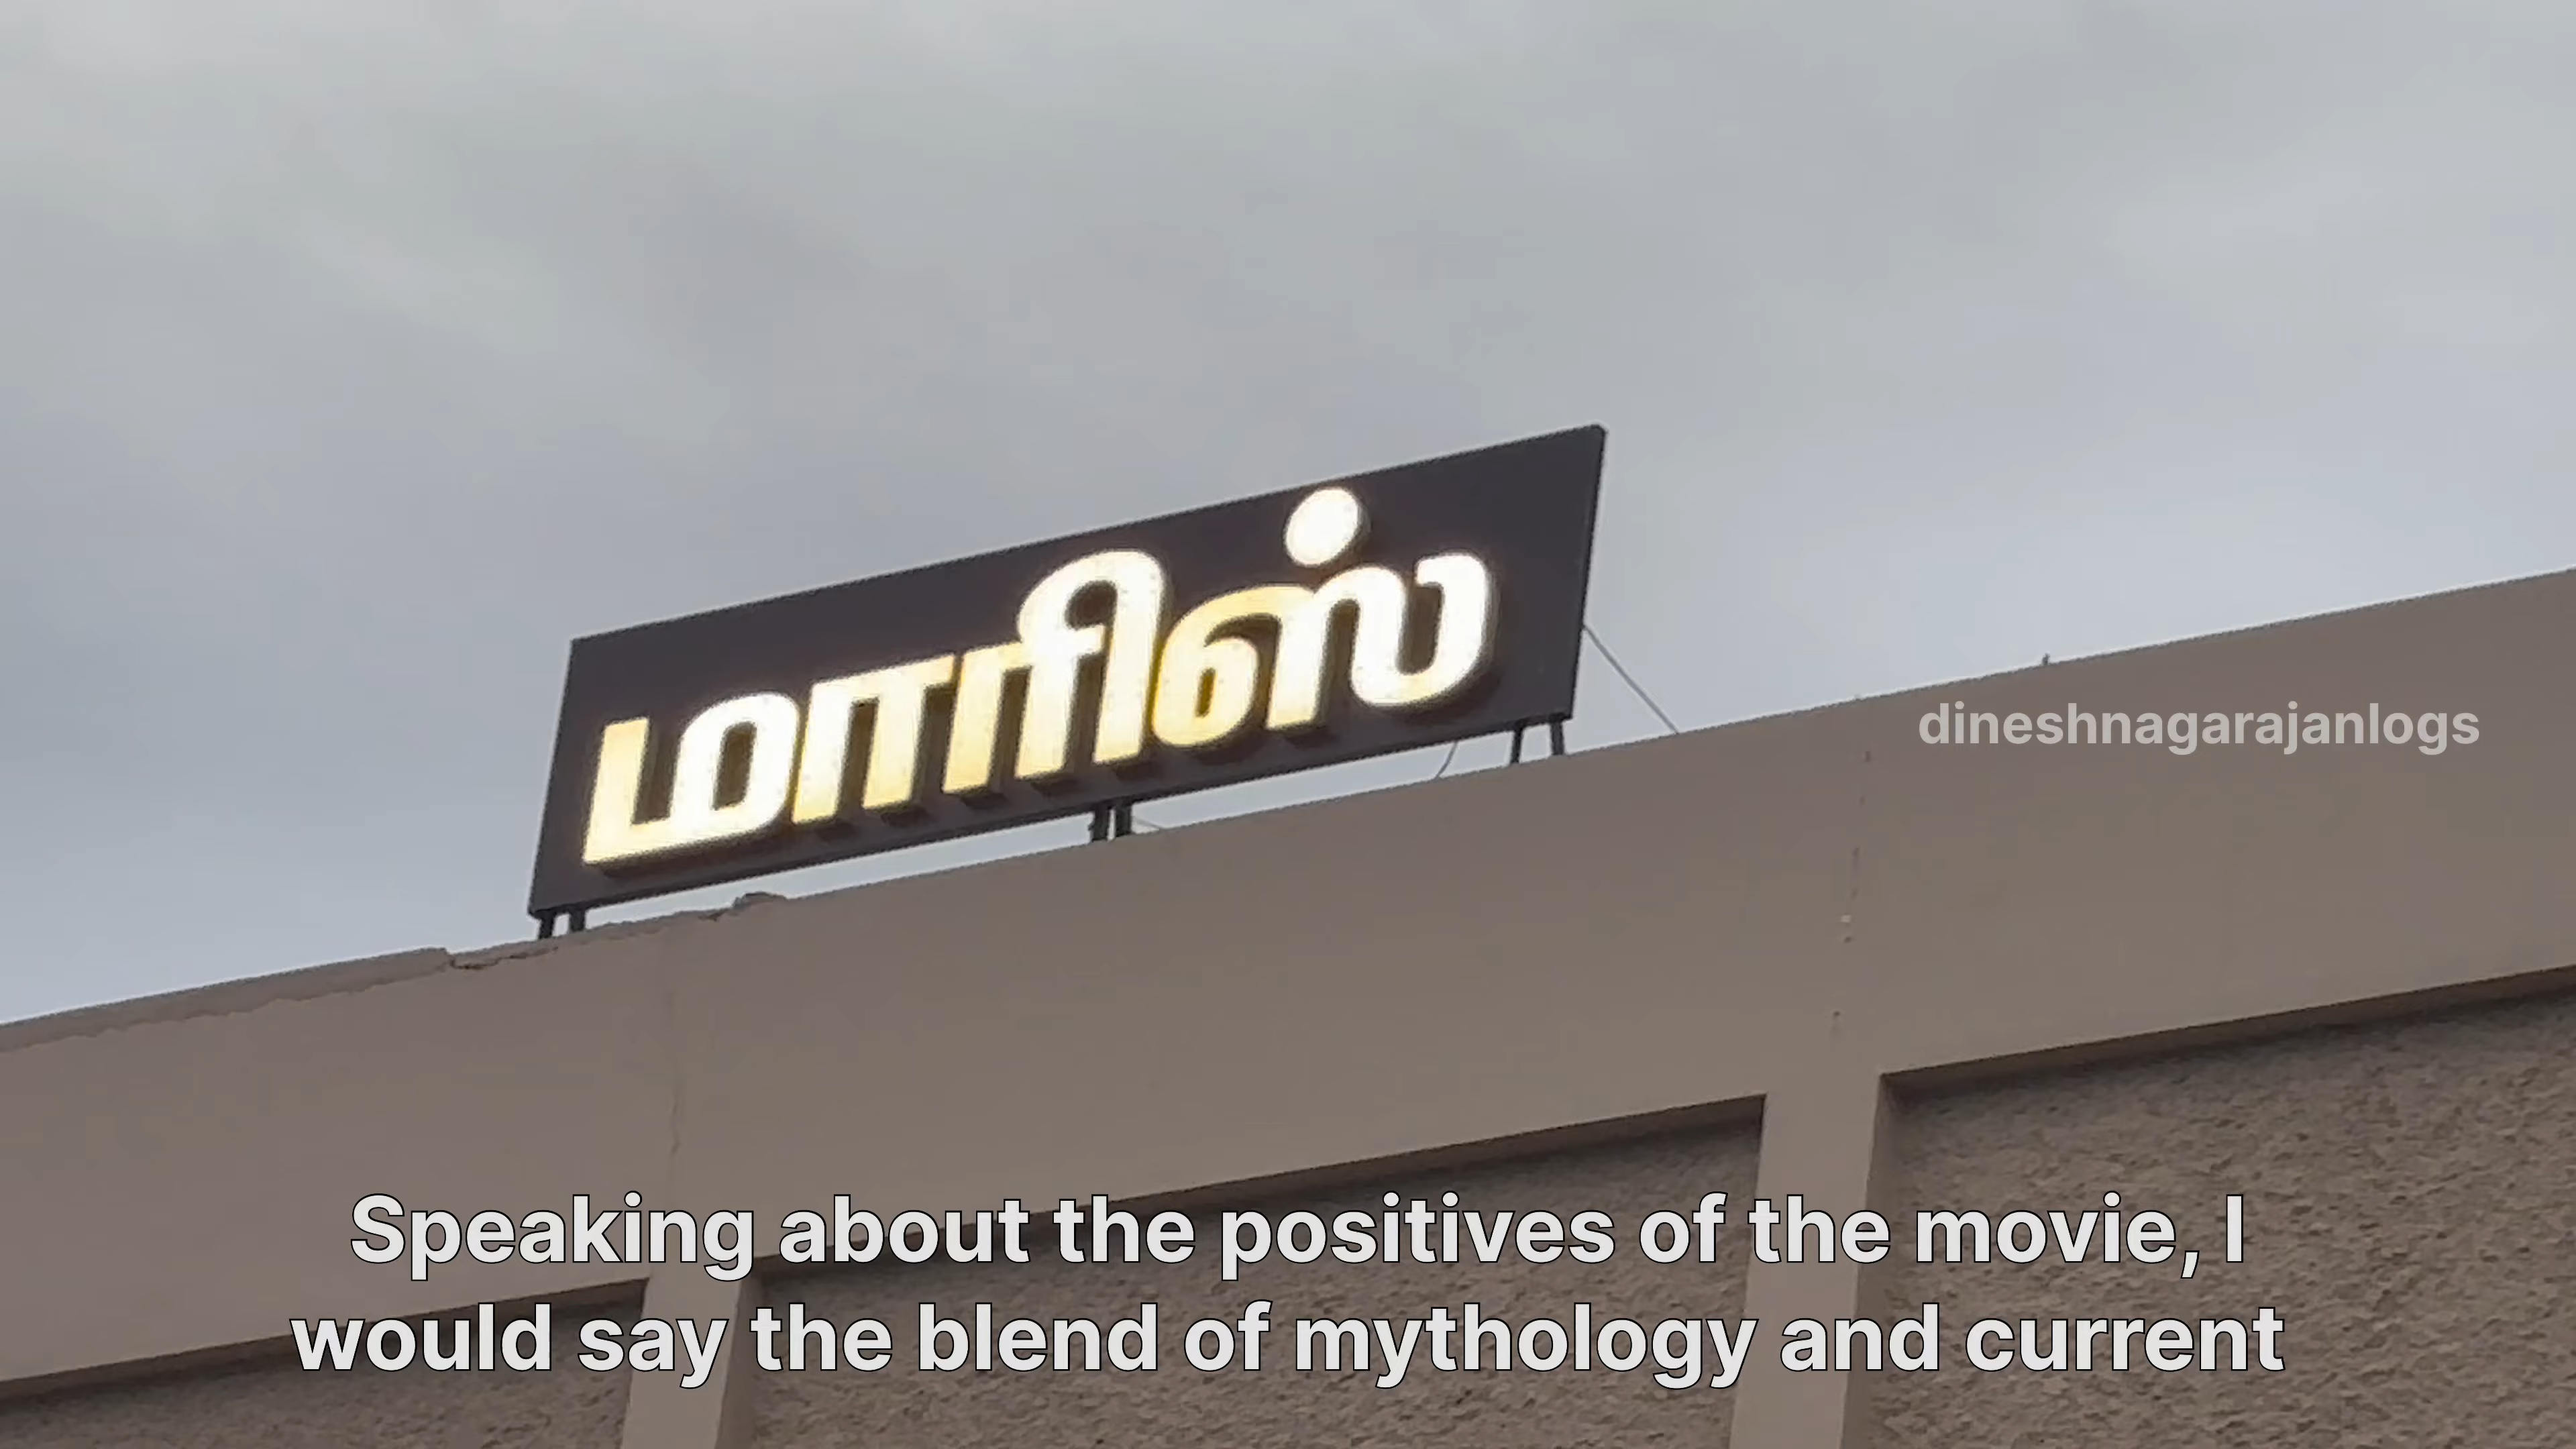 மாரிஸ்
dineshnagarajanlogs
Speaking about the positives of the movie, I
would say the blend of mythology and current